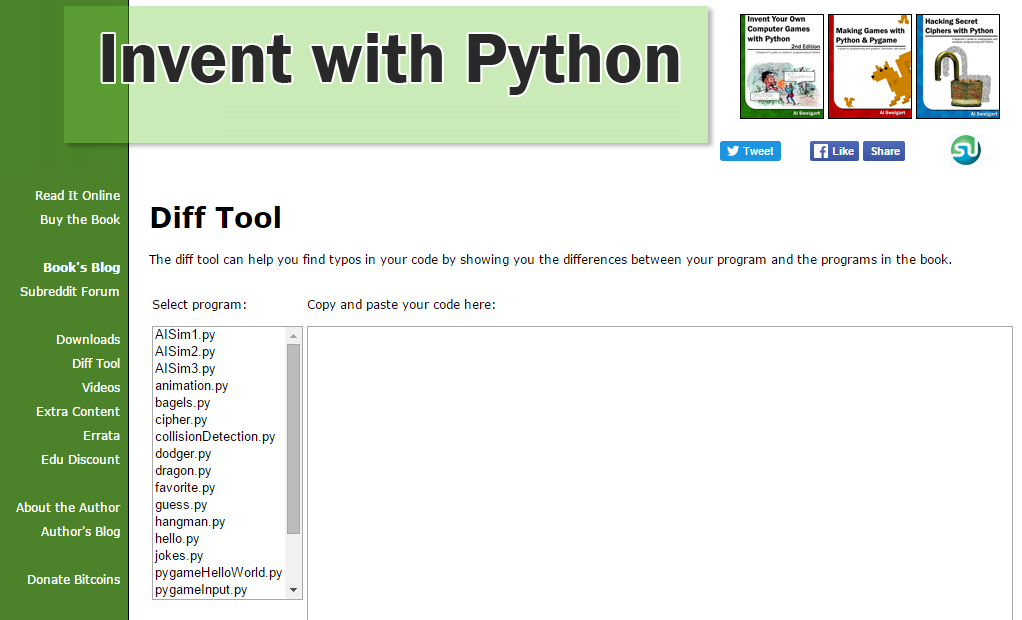 Invent with Python
Invent Your Own
Computer Games
with Python
2nd Edition
Al Sweigart
Making Games with
Python & Pygame
Al Sweigart
Hacking Secret
Ciphers with Python
Al Sweigart
Tweet
Like
Share
Read It Online
Buy the Book
Book's Blog
Subreddit Forum
Downloads
Diff Tool
Videos
Extra Content
Errata
Edu Discount
About the Author
Author's Blog
Donate Bitcoins
Diff Tool
The diff tool can help you find typos in your code by showing you the differences between your program and the programs in the book.
Select program:
Copy and paste your code here:
AISim1.py
AISim2.py
AISim3.py
animation.py
bagels.py
cipher.py
collisionDetection.py
dodger.py
dragon.py
favorite.py
guess.py
hangman.py
hello.py
jokes.py
pygameHelloWorld.py
pygameInput.py